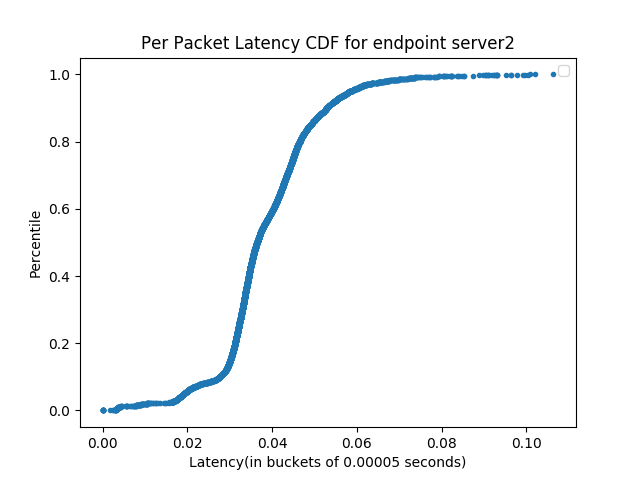 Per Packet Latency CDF for endpoint server2
1.0
0.8
0.6
0.4
0.2
0.0
Percentile
0.00 0.02 0.04 0.06 0.08 0.10
Latency(in buckets of 0.00005 seconds)